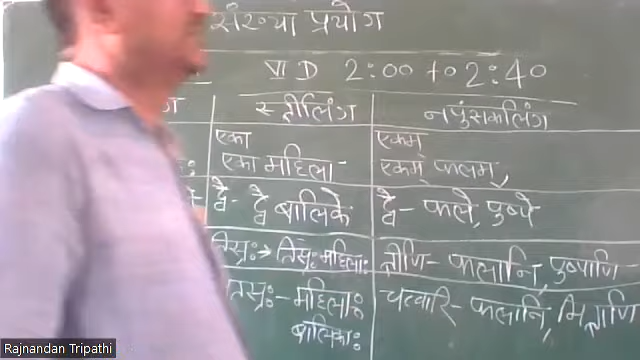 संख्या प्रयोग
VI D 2:00 to 2:40
स्त्रीलिंग नपुंसकलिंग
एका एकम्
एका महिला - एकम् फलम्,
द्वे - द्वे बालिके द्वे - फले, पुष्पे
तिस्रः → तिस्रः महिलाः त्रीणि - फलानि, पुष्पाणि -
तस्रः - महिलाः चत्वारि - फलानि, मित्राणि
बालिकाः
Rajnandan Tripathi